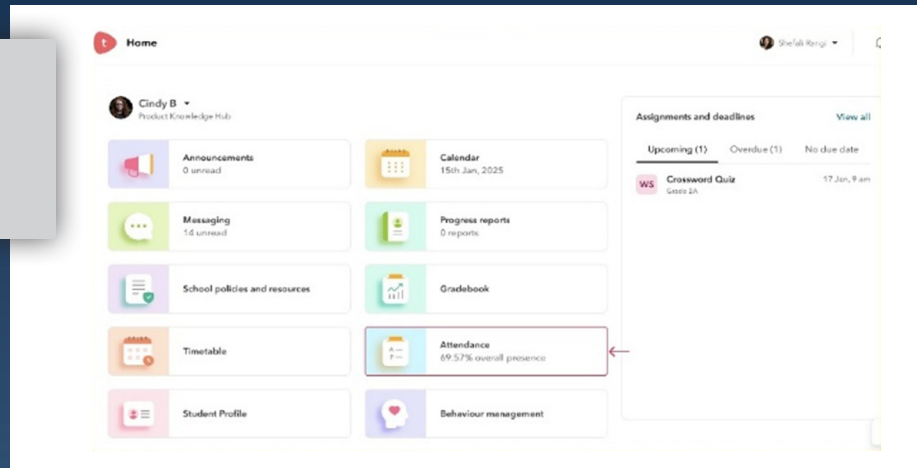 t
Home
Shefali Rangi
Cindy B
Product Knowledge Hub
Announcements
0 unread
Calendar
15th Jan, 2025
Messaging
14 unread
Progress reports
0 reports
School policies and resources
Gradebook
Timetable
Attendance
69.57% overall presence
Student Profile
Behaviour management
Assignments and deadlines
View all
Upcoming (1)
Overdue (1)
No due date
WS
Crossword Quiz
17 Jan, 9 am
Grade 2A